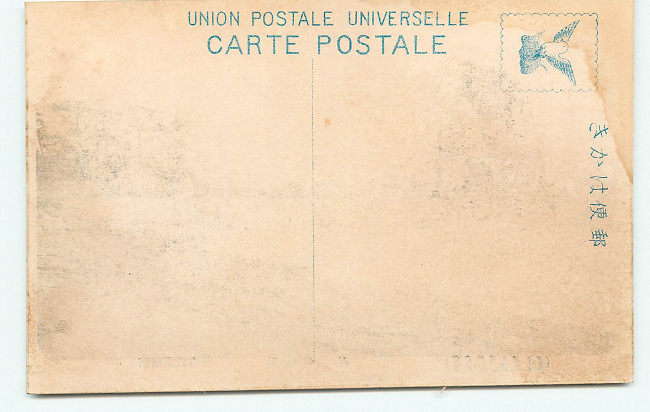 UNION POSTALE UNIVERSELLE
CARTE POSTALE
郵便はかき